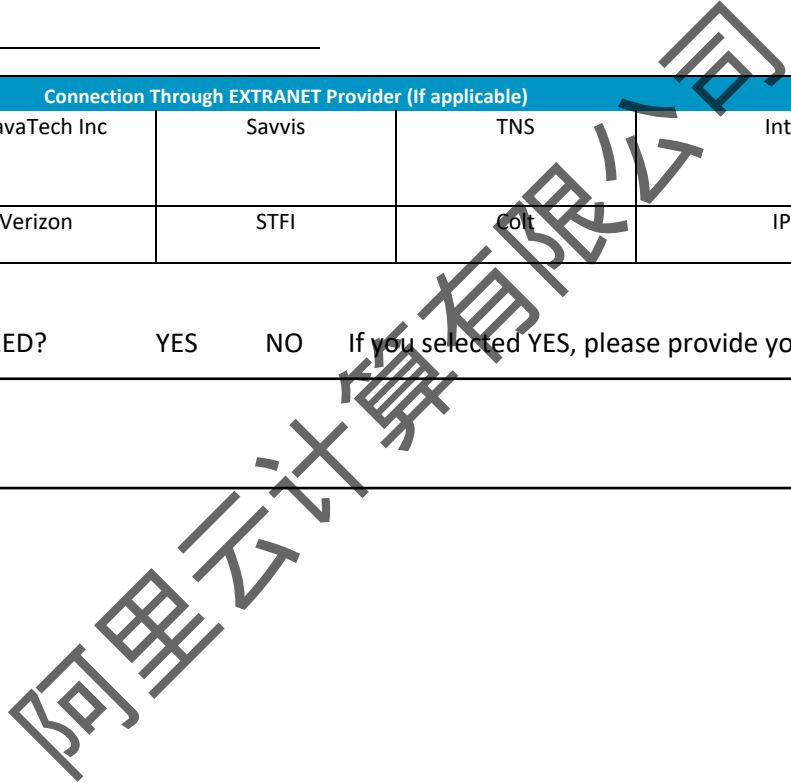 Connection Through EXTRANET Provider (If applicable)
avaTech Inc Savvis TNS Int
Verizon STFI Colt IP
EED? YES NO If you selected YES, please provide yo
阿里云计算有限公司